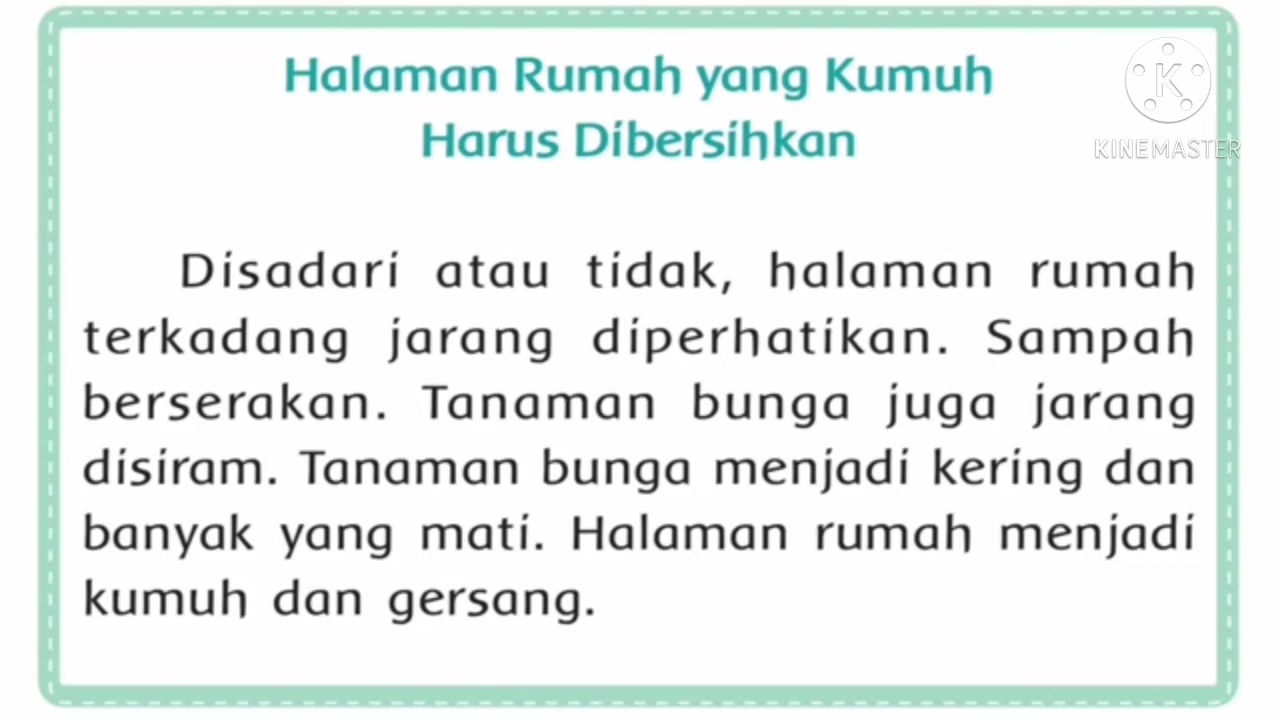 Halaman Rumah yang Kumuh
Harus Dibersihkan
K
KINEMASTER
Disadari atau tidak, halaman rumah
terkadang jarang diperhatikan. Sampah
berserakan. Tanaman bunga juga jarang
disiram. Tanaman bunga menjadi kering dan
banyak yang mati. Halaman rumah menjadi
kumuh dan gersang.